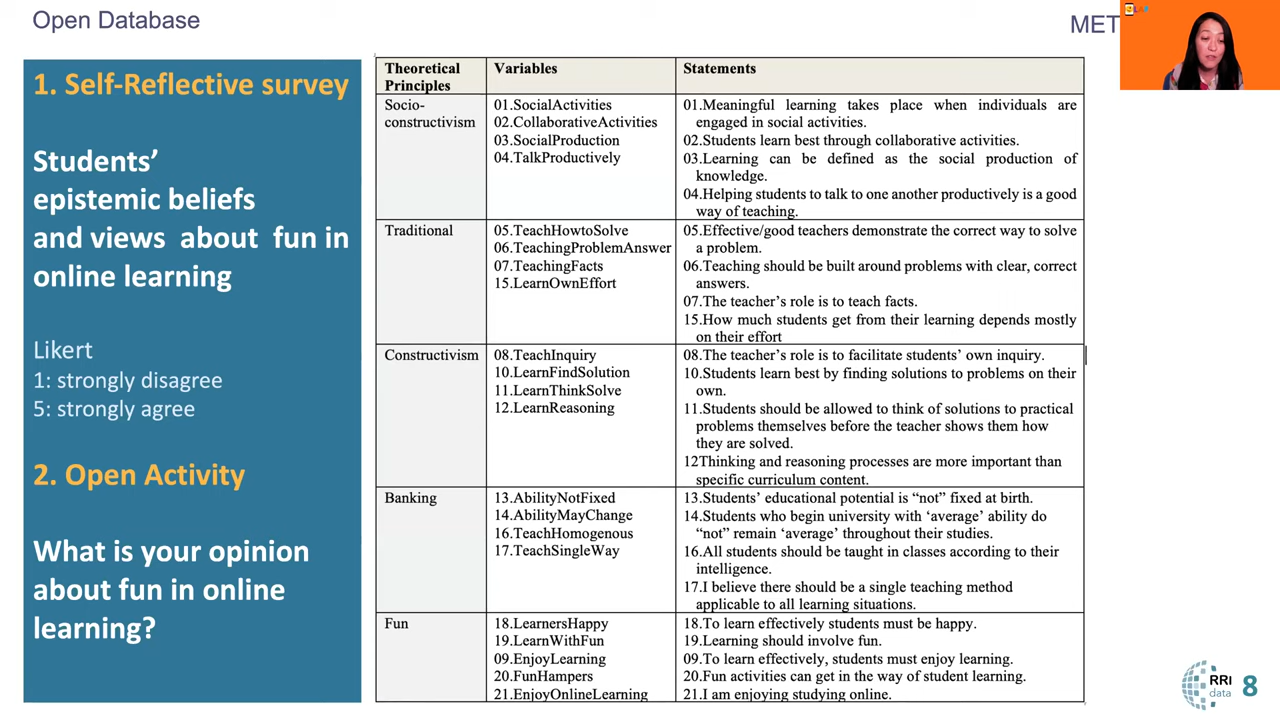 Open Database
MET
1. Self-Reflective survey
Students’
epistemic beliefs
and views about fun in
online learning
Likert
1: strongly disagree
5: strongly agree
2. Open Activity
What is your opinion
about fun in online
learning?
Theoretical
Principles
Variables
Statements
Socio-
constructivism
01.SocialActivities
02.CollaborativeActivities
03.SocialProduction
04.TalkProductively
01.Meaningful learning takes place when individuals are
engaged in social activities.
02.Students learn best through collaborative activities.
03.Learning can be defined as the social production of
knowledge.
04.Helping students to talk to one another productively is a good
way of teaching.
Traditional
05.TeachHowtoSolve
06.TeachingProblemAnswer
07.TeachingFacts
15.LearnOwnEffort
05.Effective/good teachers demonstrate the correct way to solve
a problem.
06.Teaching should be built around problems with clear, correct
answers.
07.The teacher’s role is to teach facts.
15.How much students get from their learning depends mostly
on their effort
Constructivism
08.TeachInquiry
10.LearnFindSolution
11.LearnThinkSolve
12.LearnReasoning
08.The teacher’s role is to facilitate students’ own inquiry.
10.Students learn best by finding solutions to problems on their
own.
11.Students should be allowed to think of solutions to practical
problems themselves before the teacher shows them how
they are solved.
12Thinking and reasoning processes are more important than
specific curriculum content.
Banking
13.AbilityNotFixed
14.AbilityMayChange
16.TeachHomogenous
17.TeachSingleWay
13.Students’ educational potential is “not” fixed at birth.
14.Students who begin university with ‘average’ ability do
“not” remain ‘average’ throughout their studies.
16.All students should be taught in classes according to their
intelligence.
17.I believe there should be a single teaching method
applicable to all learning situations.
Fun
18.LearnersHappy
19.LearnWithFun
09.EnjoyLearning
20.FunHampers
21.EnjoyOnlineLearning
18.To learn effectively students must be happy.
19.Learning should involve fun.
09.To learn effectively, students must enjoy learning.
20.Fun activities can get in the way of student learning.
21.I am enjoying studying online.
RRI
data
8